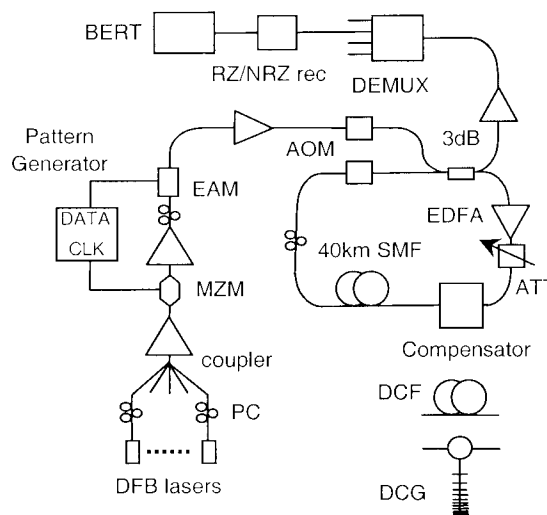 BERT
RZ/NRZ rec
DEMUX
Pattern
Generator
AOM
3dB
EAM
EDFA
DATA
CLK
40km SMF
MZM
ATT
coupler
Compensator
PC
DCF
DFB lasers
DCG